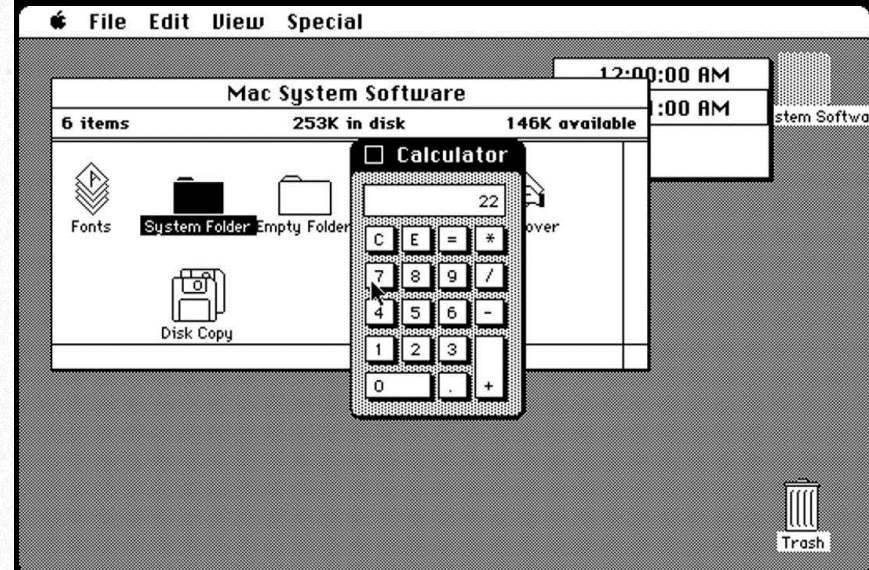 File Edit View Special
12:00:00 AM
Mac System Software
6 items 253K in disk 146K available
:00 AM
stem Softwa
Calculator
22
Fonts
System Folder
Empty Folder
over
C E = *
7 8 9 /
4 5 6 -
Disk Copy
1 2 3
0 . +
Trash